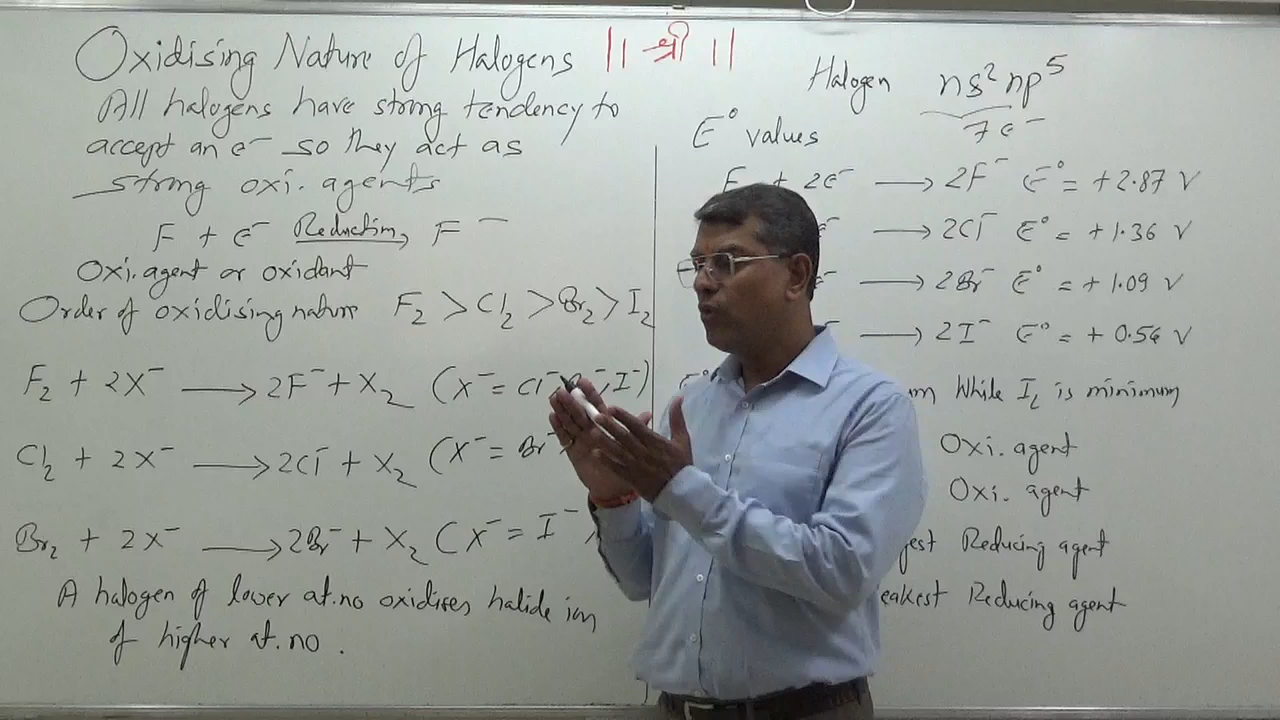 Oxidising Nature of Halogens || श्री ||
All halogens have strong tendency to
accept an e⁻ so they act as
strong oxi. agents
F + e⁻ Reduction F⁻
Oxi. agent or oxidant
Order of oxidising nature F₂ > Cl₂ > Br₂ > I₂
F₂ + 2X⁻ ⟶ 2F⁻ + X₂ (X⁻ = Cl⁻ I⁻)
Cl₂ + 2X⁻ ⟶ 2Cl⁻ + X₂ (X⁻ = Br⁻
Br₂ + 2X⁻ ⟶ 2Br⁻ + X₂ (X⁻ = I⁻
A halogen of lower at.no oxidises halide ion
of higher at.no.
Halogen ns² np⁵
7e⁻
E° values
+ 2e⁻ ⟶ 2F⁻ E° = +2.87 V
⟶ 2Cl⁻ E° = +1.36 V
⟶ 2Br⁻ E° = +1.09 V
⟶ 2I⁻ E° = +0.54 V
While I₂ is minimum
Oxi. agent
Oxi. agent
Reducing agent
Reducing agent